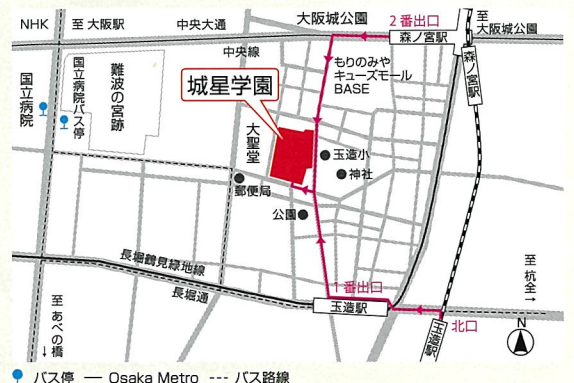 NHK
至 大阪駅
中央大通
大阪城公園
2番出口
至
大阪城公園
森ノ宮駅
中央線
もりのみや
キューズモール
BASE
森ノ宮駅
国立病院
国立病院バス停
難波の宮跡
城星学園
大聖堂
玉造小
神社
郵便局
公園
長堀鶴見緑地線
長堀通
1番出口
玉造駅
至 杭全→
北口
玉造駅
N
至 あべの橋→
バス停 ― Osaka Metro --- バス路線